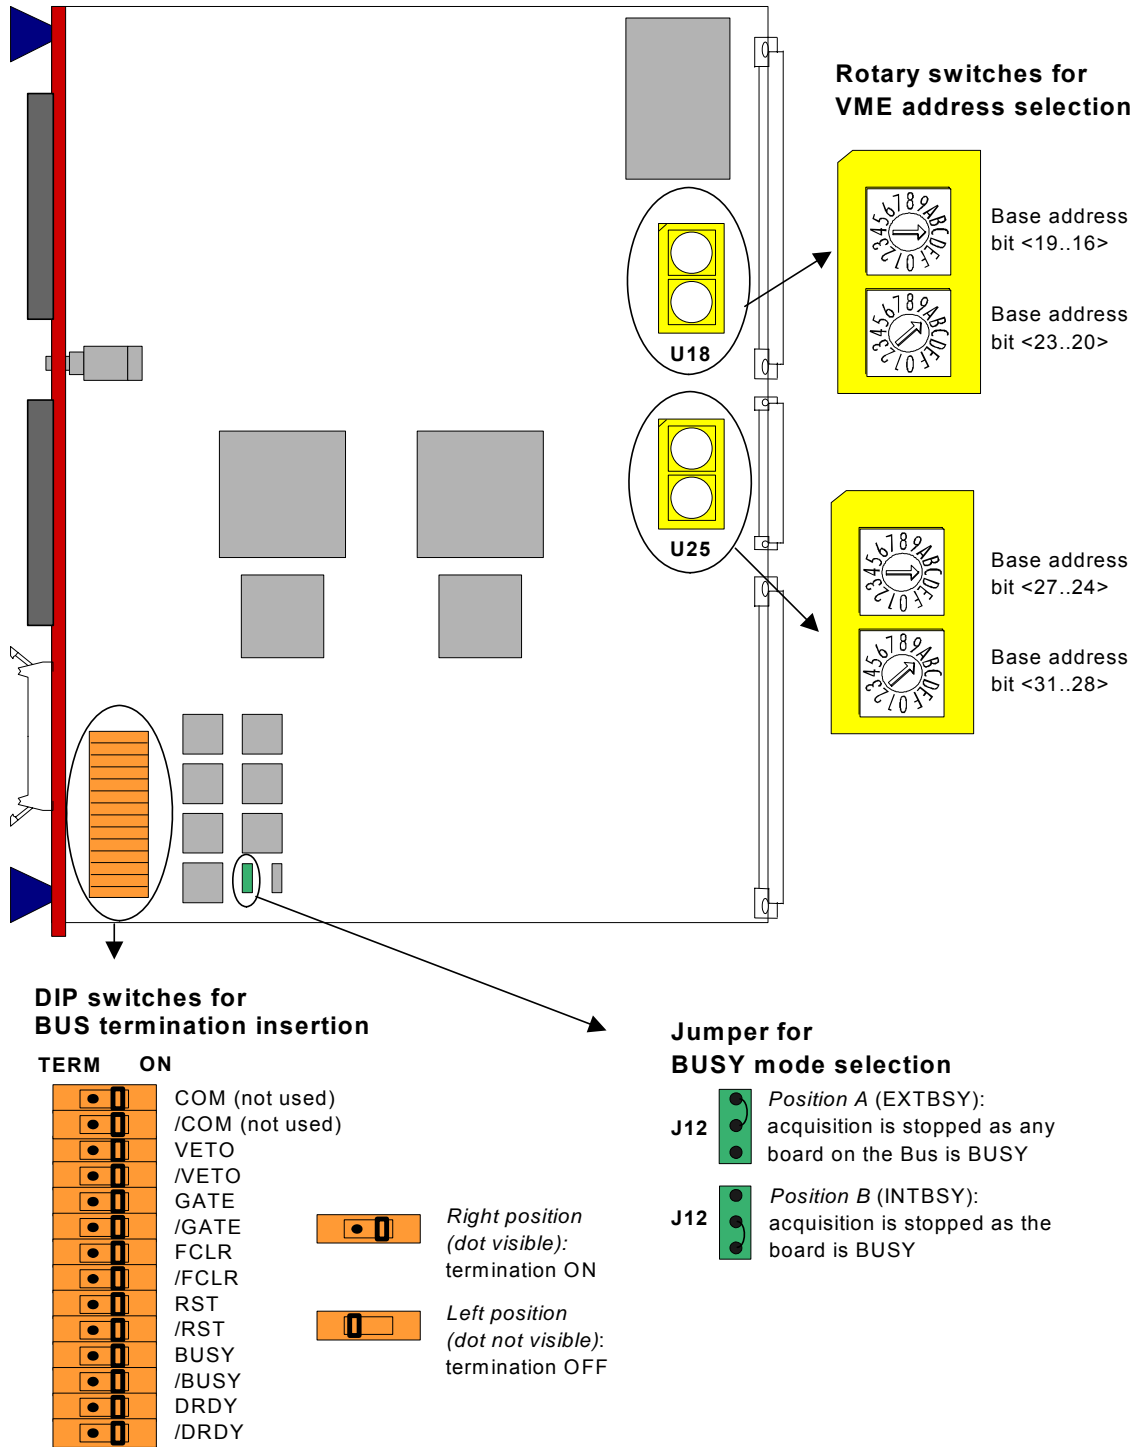 Rotary switches for
VME address selection
0123456789ABCDEF
Base address
bit <19..16>
0123456789ABCDEF
Base address
bit <23..20>
U18
U25
0123456789ABCDEF
Base address
bit <27..24>
0123456789ABCDEF
Base address
bit <31..28>
DIP switches for
BUS termination insertion
TERM ON
COM (not used)
/COM (not used)
VETO
/VETO
GATE
/GATE
FCLR
/FCLR
RST
/RST
BUSY
/BUSY
DRDY
/DRDY
Right position
(dot visible):
termination ON
Left position
(dot not visible):
termination OFF
Jumper for
BUSY mode selection
J12
Position A (EXTBSY):
acquisition is stopped as any
board on the Bus is BUSY
J12
Position B (INTBSY):
acquisition is stopped as the
board is BUSY